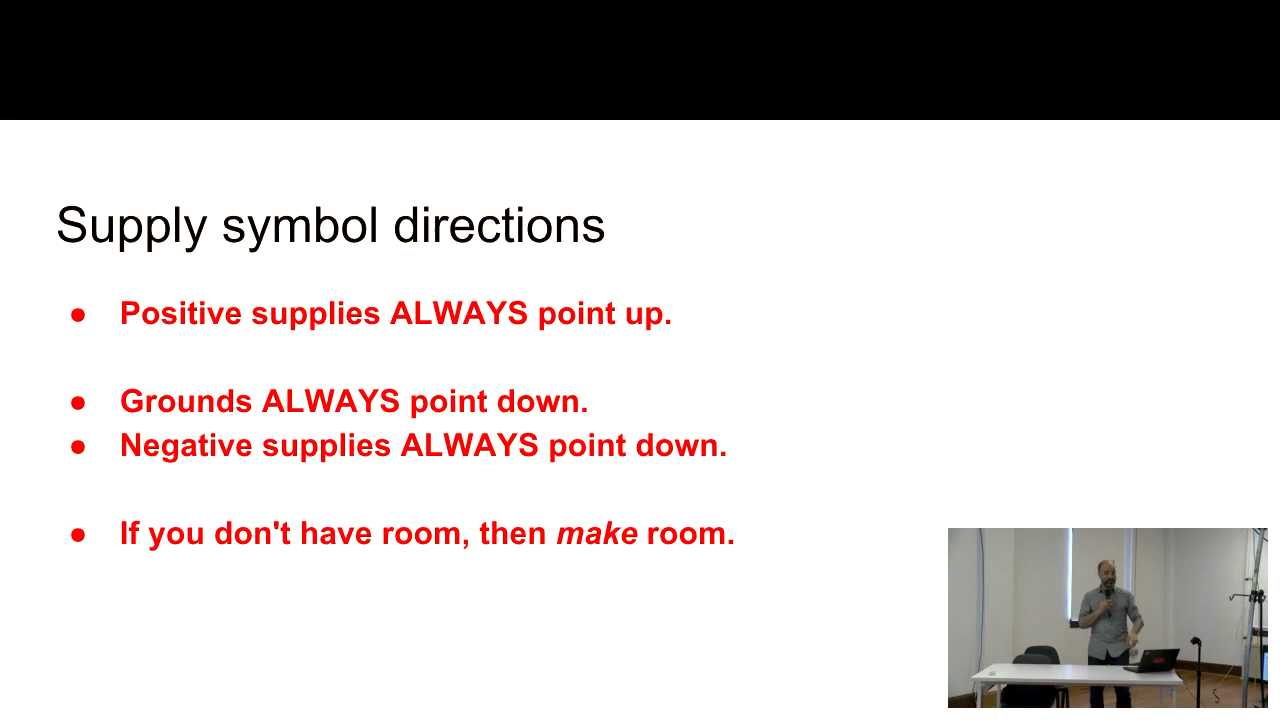 Supply symbol directions
● Positive supplies ALWAYS point up.
● Grounds ALWAYS point down.
● Negative supplies ALWAYS point down.
● If you don't have room, then make room.